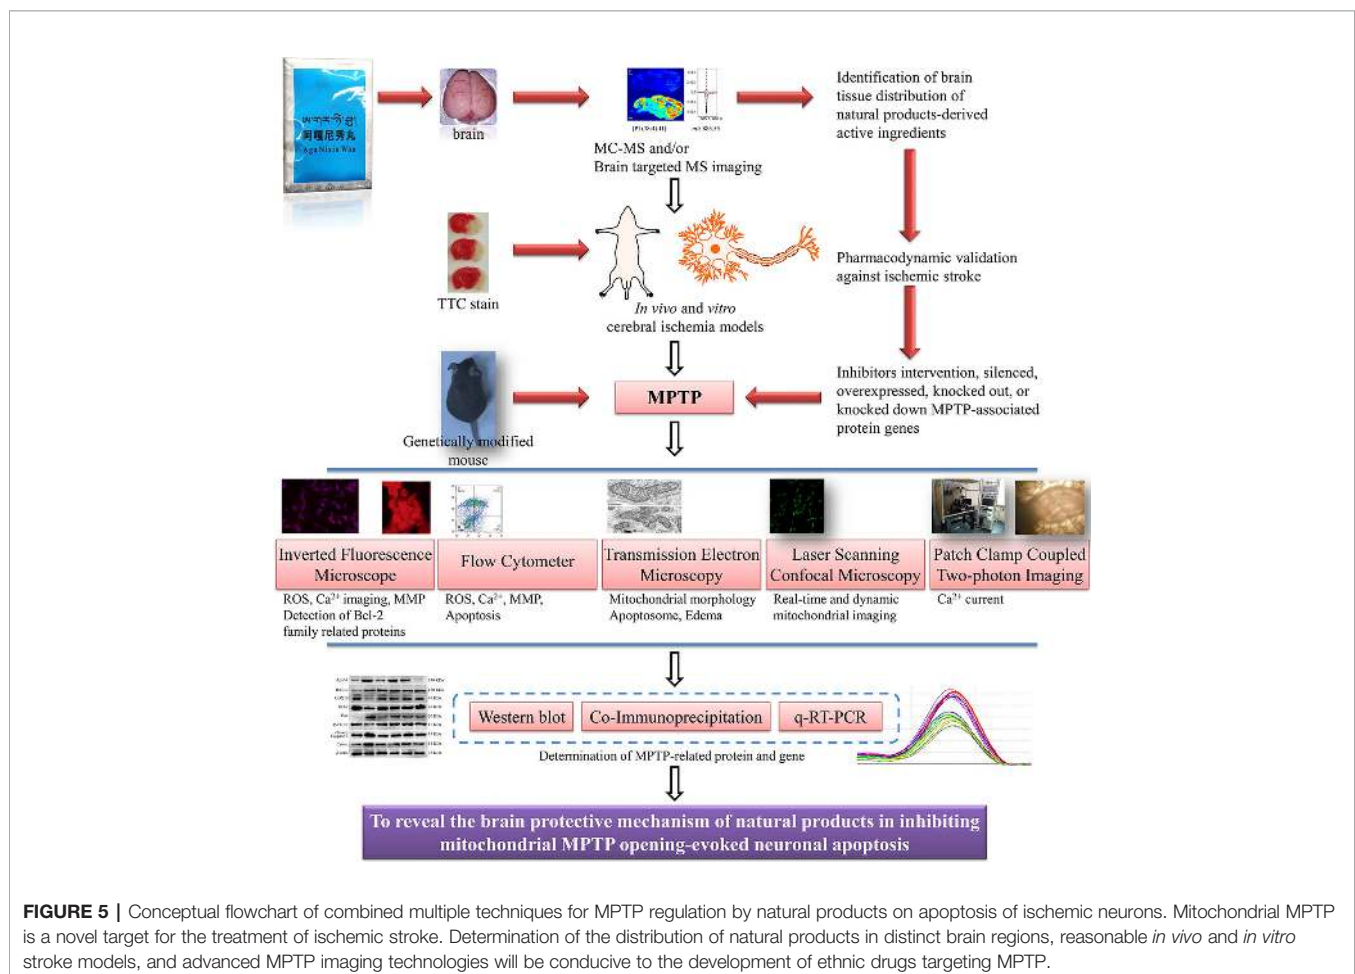 ཨ་གར་ཉི་ཤུ།
阿嘎尼秀丸
Aga Nixiu Wan
brain
MC-MS and/or
Brain targeted MS imaging
Identification of brain
tissue distribution of
natural products-derived
active ingredients
TTC stain
In vivo and vitro
cerebral ischemia models
Pharmacodynamic validation
against ischemic stroke
Genetically modified
mouse
MPTP
Inhibitors intervention, silenced,
overexpressed, knocked out, or
knocked down MPTP-associated
protein genes
Inverted Fluorescence
Microscope
ROS, Ca²⁺ imaging, MMP
Detection of Bcl-2
family related proteins
Flow Cytometer
ROS, Ca²⁺, MMP,
Apoptosis
Transmission Electron
Microscopy
Mitochondrial morphology
Apoptosome, Edema
Laser Scanning
Confocal Microscopy
Real-time and dynamic
mitochondrial imaging
Patch Clamp Coupled
Two-photon Imaging
Ca²⁺ current
Western blot
Co-Immunoprecipitation
q-RT-PCR
Determination of MPTP-related protein and gene
To reveal the brain protective mechanism of natural products in inhibiting
mitochondrial MPTP opening-evoked neuronal apoptosis
FIGURE 5 | Conceptual flowchart of combined multiple techniques for MPTP regulation by natural products on apoptosis of ischemic neurons. Mitochondrial MPTP
is a novel target for the treatment of ischemic stroke. Determination of the distribution of natural products in distinct brain regions, reasonable in vivo and in vitro
stroke models, and advanced MPTP imaging technologies will be conducive to the development of ethnic drugs targeting MPTP.